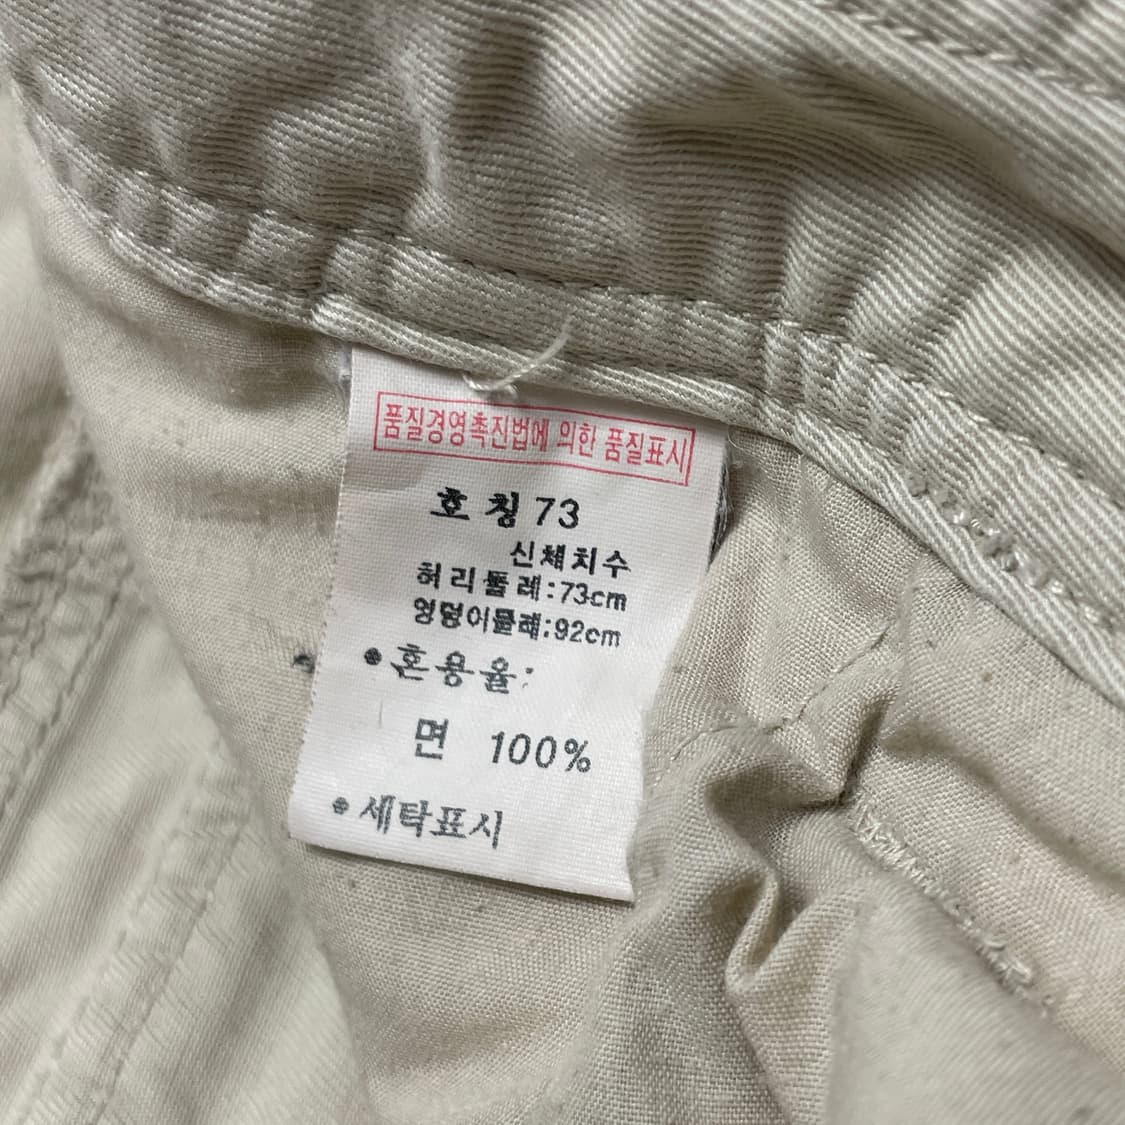 품질경영촉진법에 의한 품질표시
호칭 73
신체치수
허리둘레:73cm
엉덩이둘레:92cm
• 혼용율:
면 100%
• 세탁표시